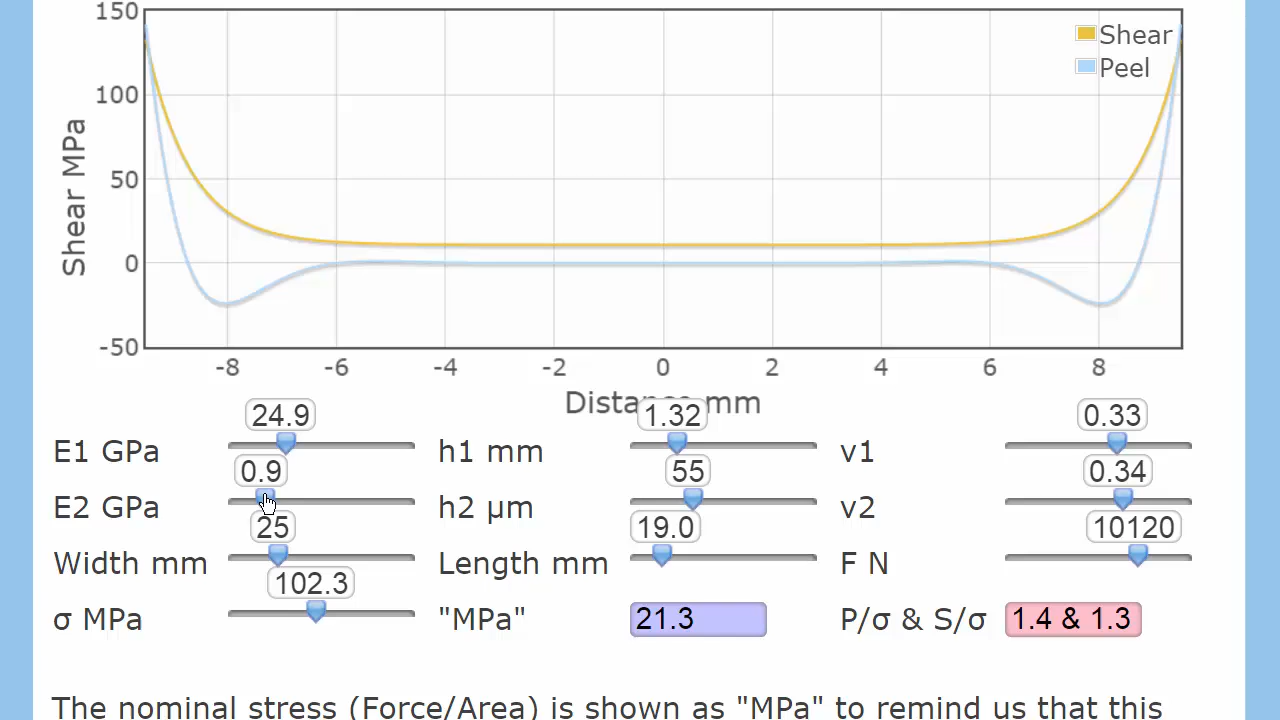 150
Shear
Peel
100
50
0
-50
Shear MPa
-8 -6 -4 -2 0 2 4 6 8
Distance mm
24.9 1.32 0.33
E1 GPa h1 mm v1
0.9 55 0.34
E2 GPa h2 μm v2
25 19.0 10120
Width mm Length mm F N
102.3
σ MPa "MPa" 21.3 P/σ & S/σ 1.4 & 1.3
The nominal stress (Force/Area) is shown as "MPa" to remind us that this